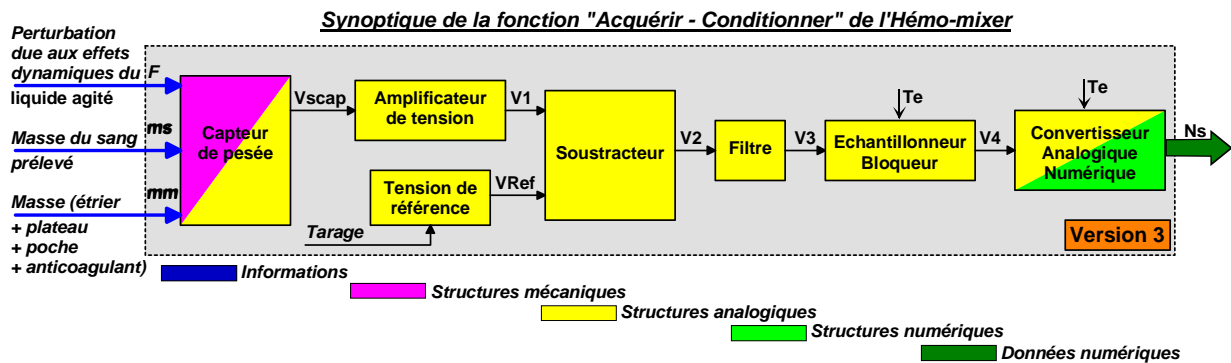 Synoptique de la fonction "Acquérir - Conditionner" de l'Hémo-mixer
Perturbation
due aux effets
dynamiques du
liquide agité
F
Masse du sang
prélevé
ms
Masse (étrier
+ plateau
+ poche
+ anticoagulant)
mm
Capteur
de pesée
Vscap
Amplificateur
de tension
V1
Tension de
référence
VRef
Tarage
Soustracteur
V2
Filtre
V3
Te
Echantillonneur
Bloqueur
V4
Te
Convertisseur
Analogique
Numérique
Ns
Version 3
Informations
Structures mécaniques
Structures analogiques
Structures numériques
Données numériques